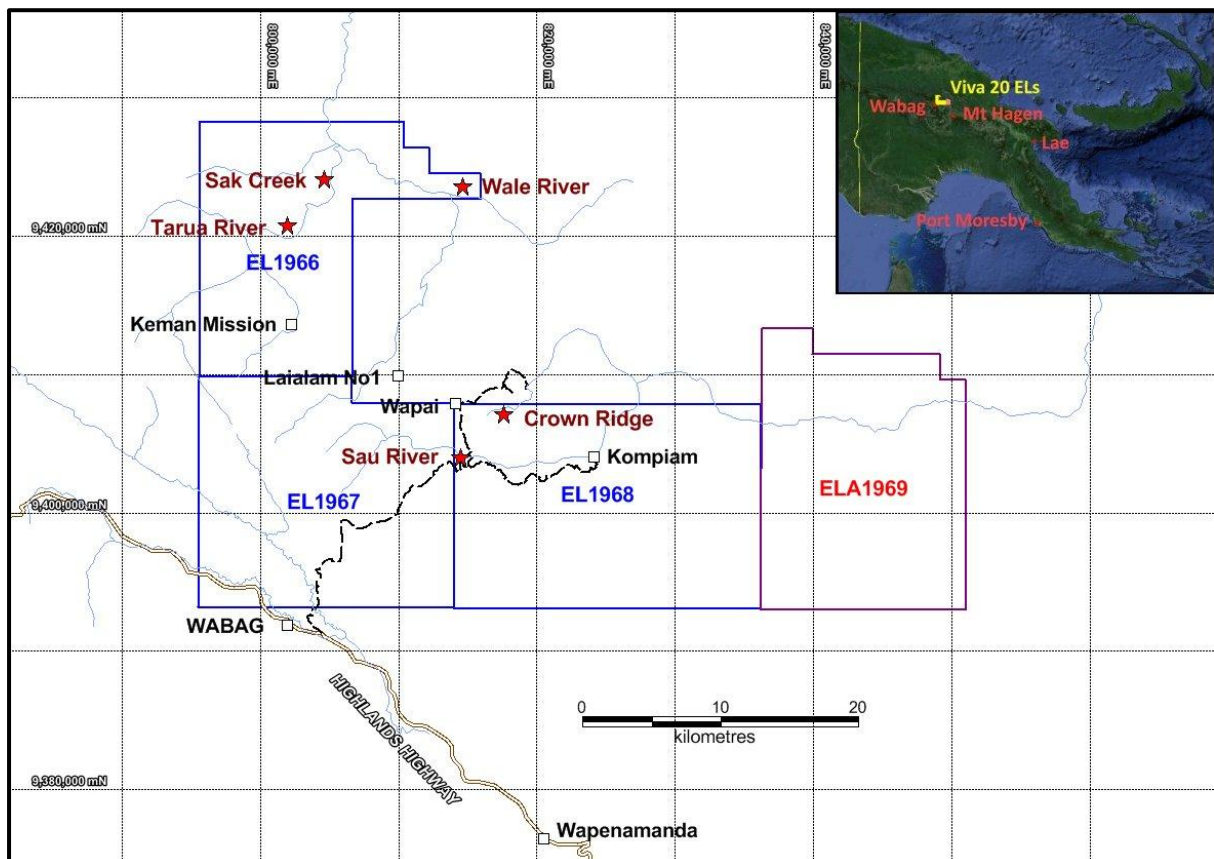 800,000 mE
820,000 mE
840,000 mE
Viva 20 ELs
Wabag
Mt Hagen
Lae
Port Moresby
Sak Creek
Wale River
Tarua River
9,420,000 mN
EL1966
Keman Mission
Laialam No1
Wapai
Crown Ridge
Sau River
Kompiam
EL1967
EL1968
ELA1969
9,400,000 mN
WABAG
HIGHLANDS HIGHWAY
0 10 20
kilometres
9,380,000 mN
Wapenamanda